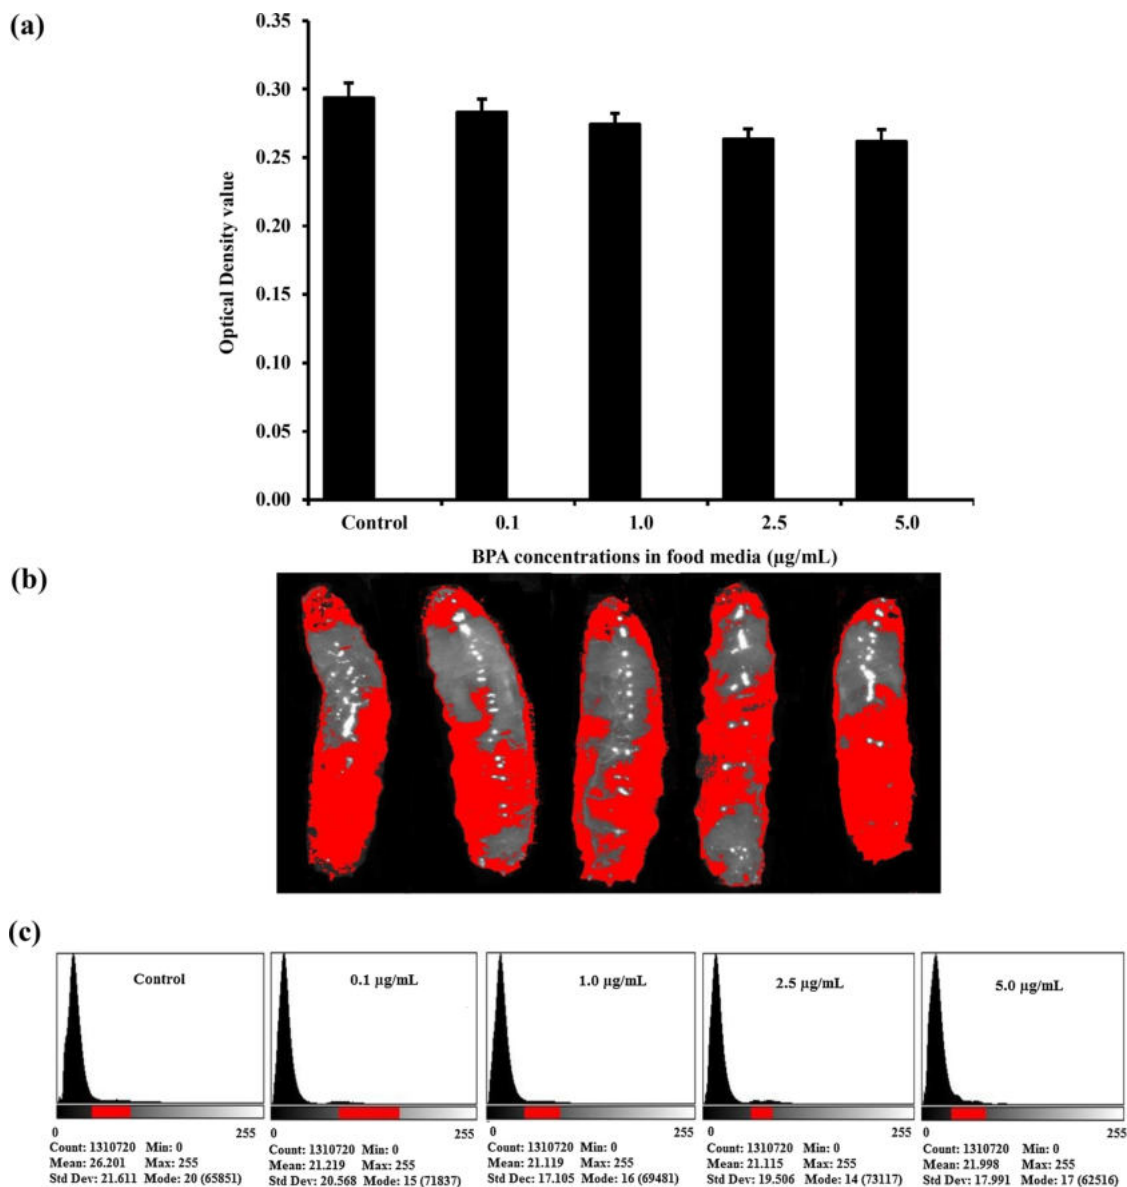 (a)
0.35
0.30
0.25
0.20
0.15
0.10
0.05
0.00
Optical Density value
Control 0.1 1.0 2.5 5.0
BPA concentrations in food media (µg/mL)
(b)
(c)
Control
0 255
Count: 1310720 Min: 0
Mean: 26.201 Max: 255
Std Dev: 21.611 Mode: 20 (65851)
0.1 µg/mL
0 255
Count: 1310720 Min: 0
Mean: 21.219 Max: 255
Std Dev: 20.568 Mode: 15 (71837)
1.0 µg/mL
0 255
Count: 1310720 Min: 0
Mean: 21.119 Max: 255
Std Dev: 17.105 Mode: 16 (69481)
2.5 µg/mL
0 255
Count: 1310720 Min: 0
Mean: 21.115 Max: 255
Std Dev: 19.506 Mode: 14 (73117)
5.0 µg/mL
0 255
Count: 1310720 Min: 0
Mean: 21.998 Max: 255
Std Dev: 17.991 Mode: 17 (62516)